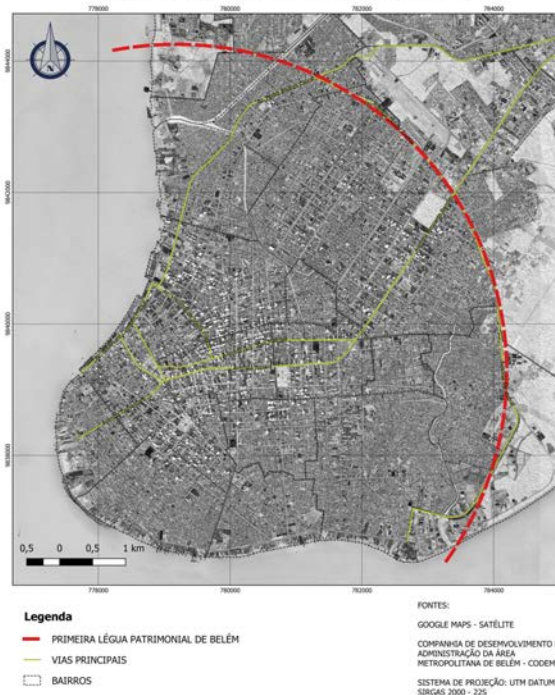 778000
780000
782000
784000
9844000
9842000
9840000
9838000
N
0,5 0 0,5 1 km
778000
780000
782000
784000
Legenda
PRIMEIRA LÉGUA PATRIMONIAL DE BELÉM
VIAS PRINCIPAIS
BAIRROS
FONTES:
GOOGLE MAPS - SATÉLITE
COMPANHIA DE DESENVOLVIMENTO
ADMINISTRAÇÃO DA ÁREA
METROPOLITANA DE BELÉM - CODEM
SISTEMA DE PROJEÇÃO: UTM DATUM
SIRGAS 2000 - 22S